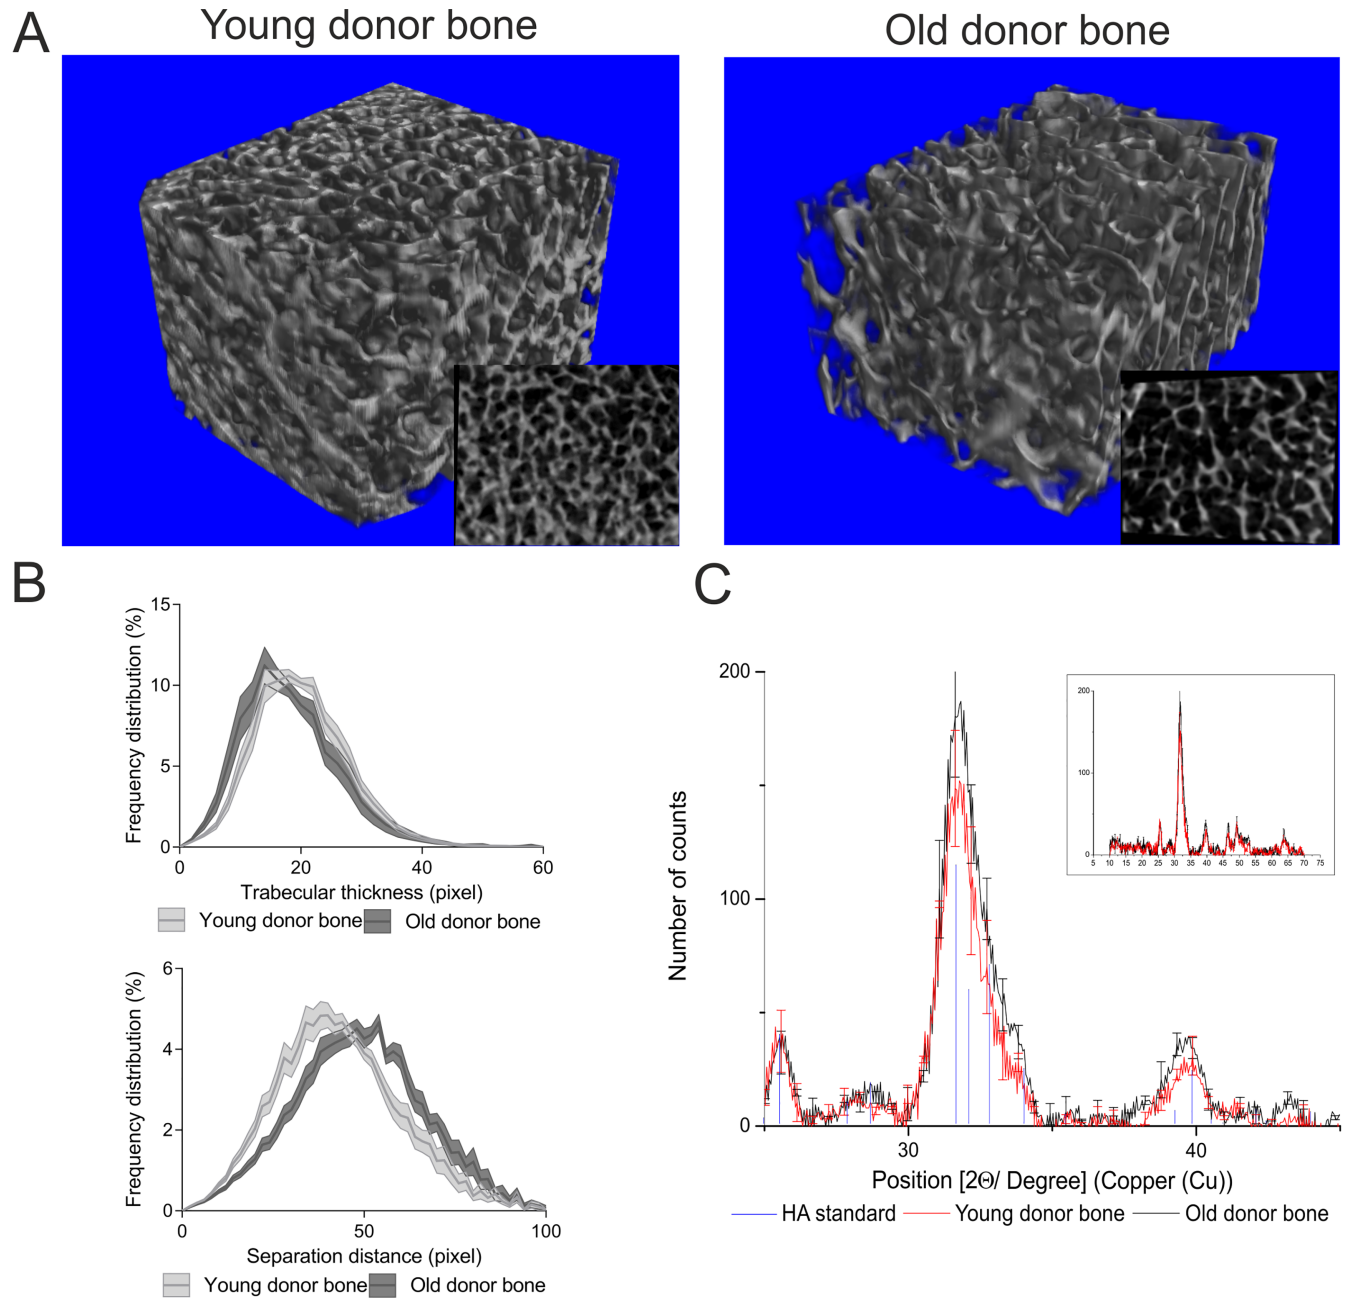 A
Young donor bone
Old donor bone
B
15
10
5
0
0
20
40
60
Frequency distribution (%)
Trabecular thickness (pixel)
Young donor bone
Old donor bone
6
4
2
0
0
50
100
Frequency distribution (%)
Separation distance (pixel)
Young donor bone
Old donor bone
C
200
100
0
30
40
Number of counts
Position [2Θ/ Degree] (Copper (Cu))
200
100
0
5
10
15
20
25
30
35
40
45
50
55
60
65
70
75
HA standard
Young donor bone
Old donor bone